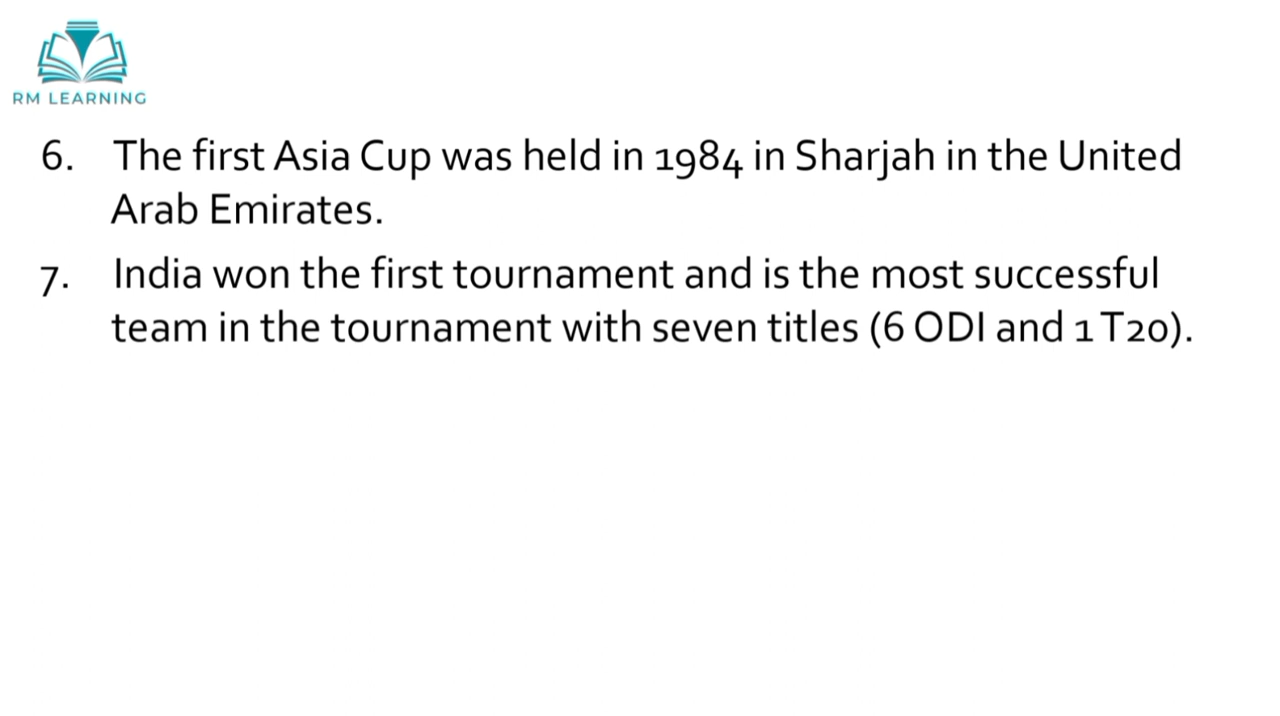 RM LEARNING
6. The first Asia Cup was held in 1984 in Sharjah in the United
Arab Emirates.
7. India won the first tournament and is the most successful
team in the tournament with seven titles (6 ODI and 1 T20).